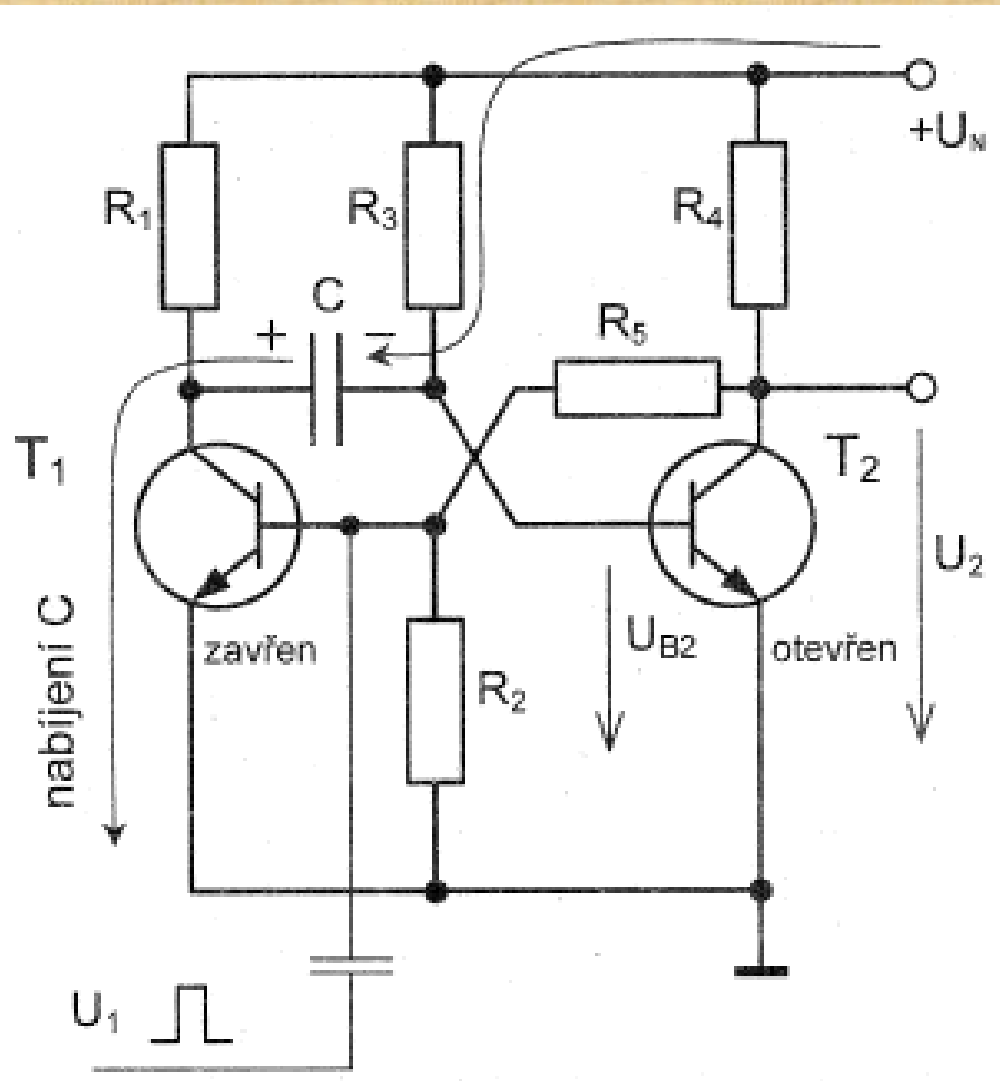 +U_N
R₁
R₃
R₄
C
+
−
R₅
T₁
T₂
U₂
zavřen
U_B2
otevřen
R₂
nabíjení C
U₁